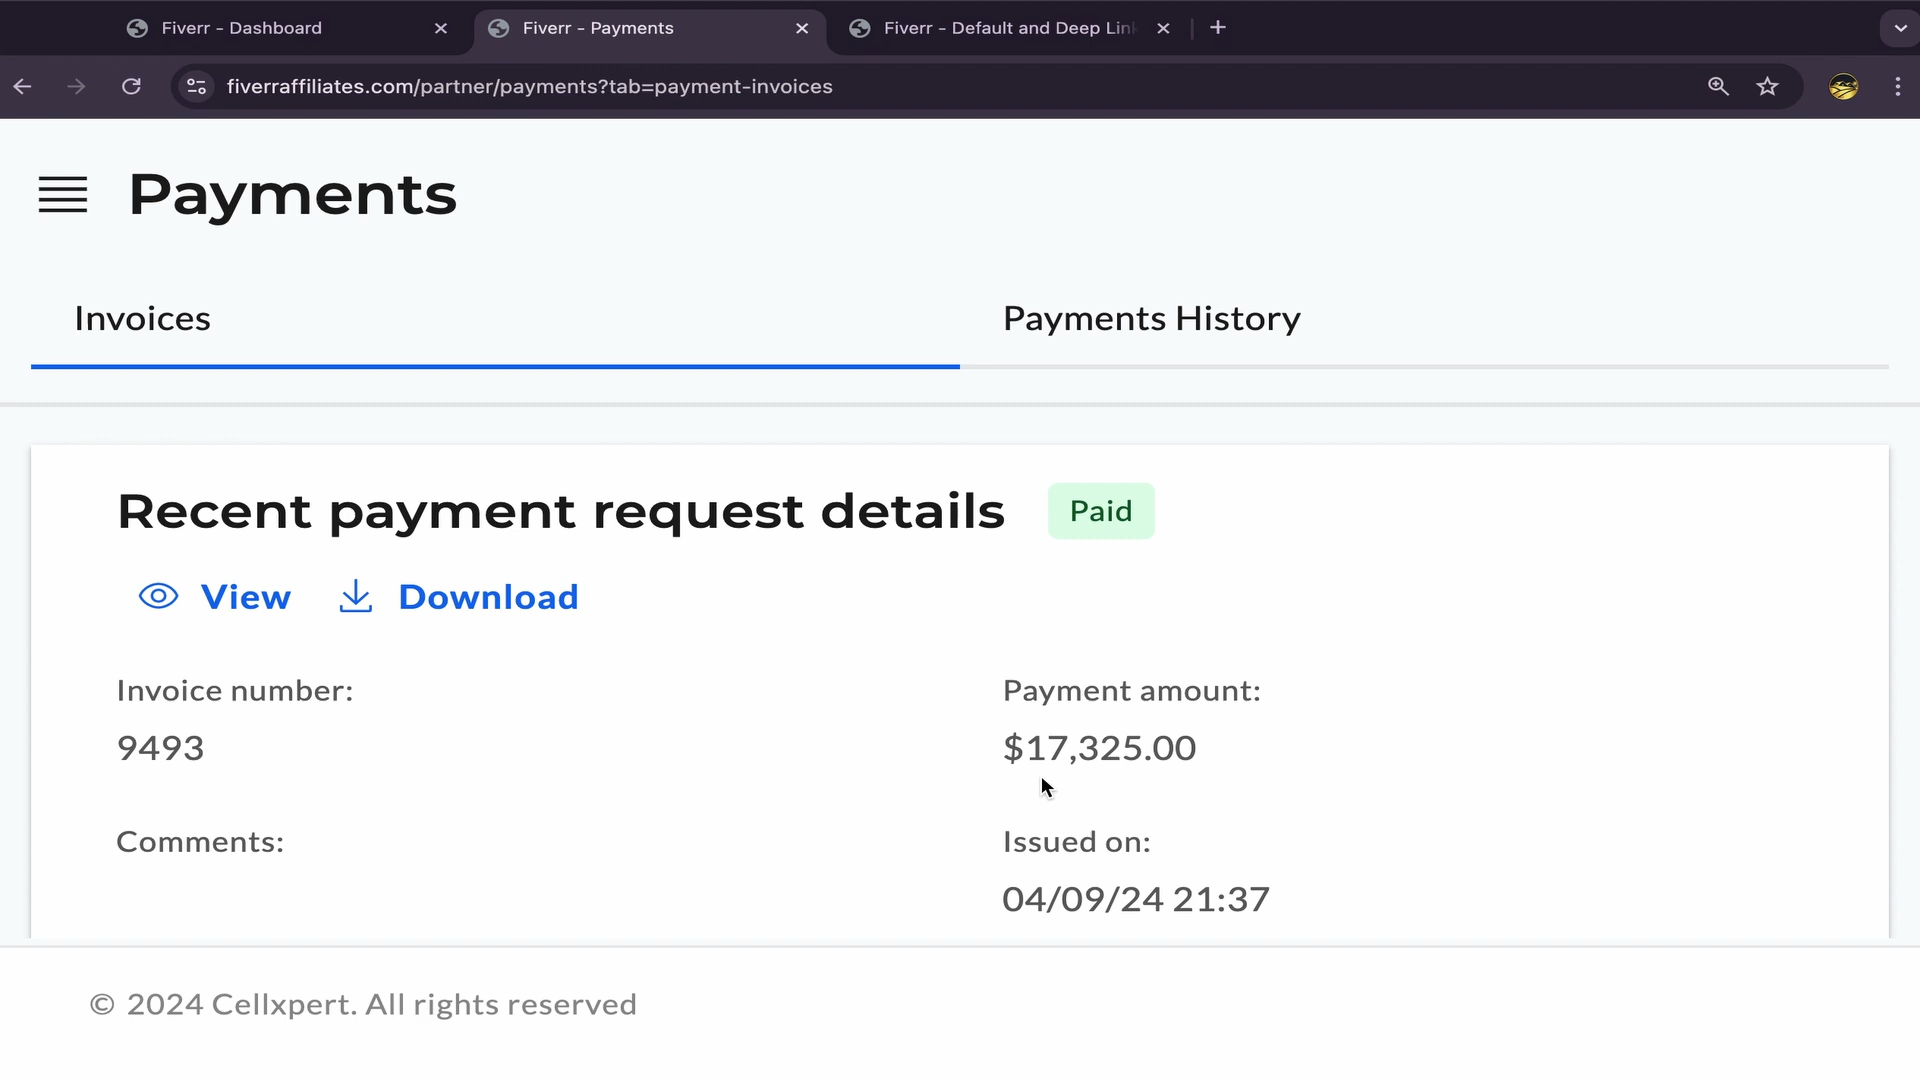 Fiverr - Dashboard
Fiverr - Payments
Fiverr - Default and Deep Lin
fiverraffiliates.com/partner/payments?tab=payment-invoices
Payments
Invoices
Payments History
Recent payment request details
Paid
View
Download
Invoice number:
Payment amount:
9493
$17,325.00
Comments:
Issued on:
04/09/24 21:37
© 2024 Cellxpert. All rights reserved